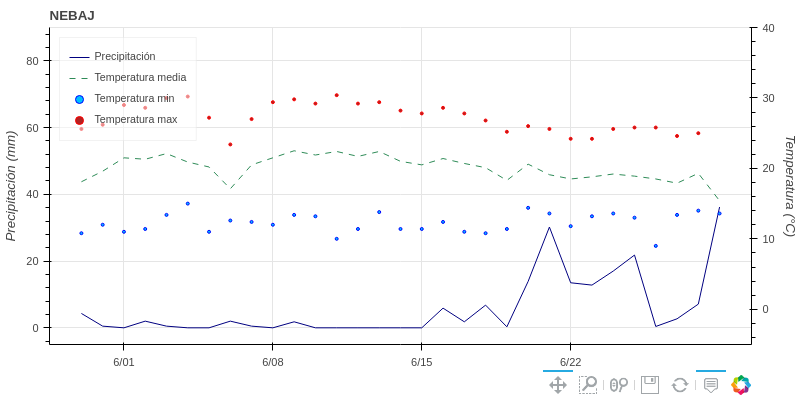 NEBAJ
Precipitación
Temperatura media
Temperatura min
Temperatura max
Precipitación (mm)
80
60
40
20
0
40
30
20
10
0
Temperatura (°C)
6/01
6/08
6/15
6/22